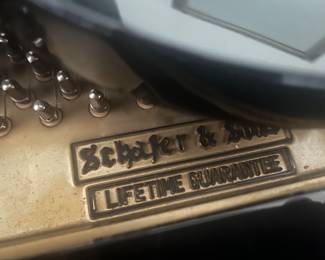 Schafer & Sons
LIFETIME GUARANTEE